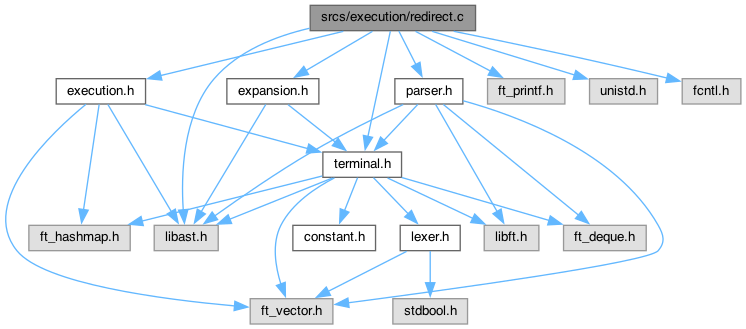 srcs/execution/redirect.c
execution.h
expansion.h
parser.h
ft_printf.h
unistd.h
fcntl.h
terminal.h
ft_hashmap.h
libast.h
constant.h
lexer.h
libft.h
ft_deque.h
ft_vector.h
stdbool.h